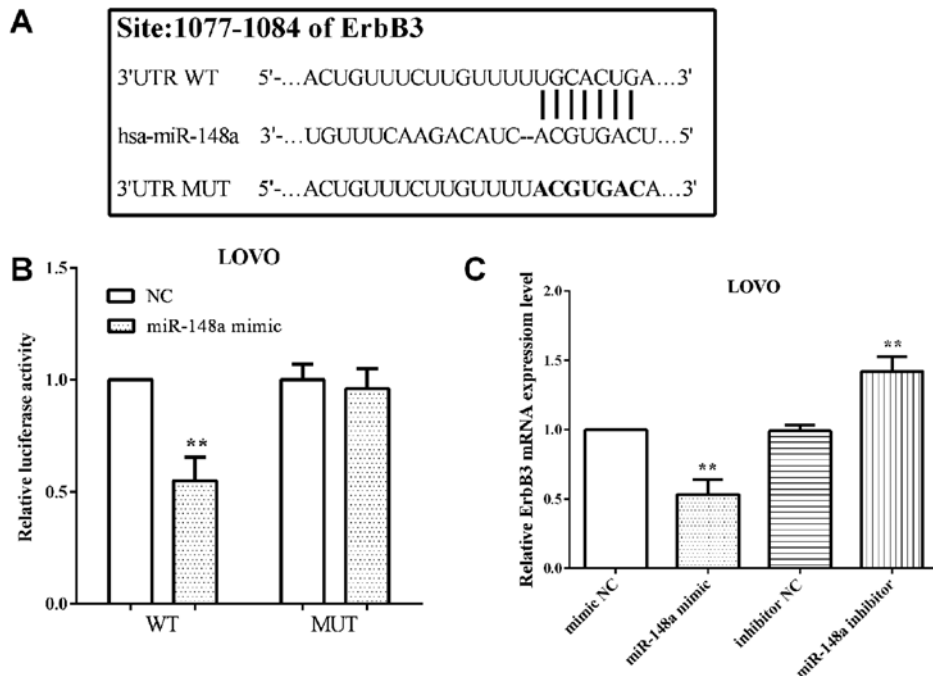 A
Site:1077-1084 of ErbB3
3'UTR WT 5'-...ACUGUUUCUUGUUUUUGCACUGA...3'
hsa-miR-148a 3'-...UGUUUCAAGACAUC--ACGUGACU...5'
3'UTR MUT 5'-...ACUGUUUCUUGUUUUACGUGACA...3'
B
LOVO
Relative luciferase activity
1.5
1.0
0.5
0.0
NC
miR-148a mimic
**
WT
MUT
C
LOVO
Relative ErbB3 mRNA expressiom level
2.0
1.5
1.0
0.5
0.0
**
**
mimic NC
miR-148a mimic
inhibitor NC
miR-148a inhibitor